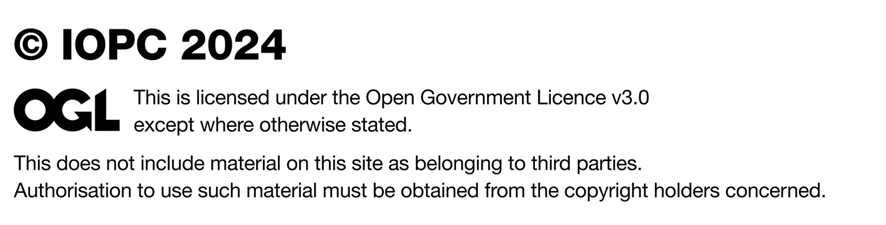 © IOPC 2024
OGL This is licensed under the Open Government Licence v3.0
except where otherwise stated.
This does not include material on this site as belonging to third parties.
Authorisation to use such material must be obtained from the copyright holders concerned.